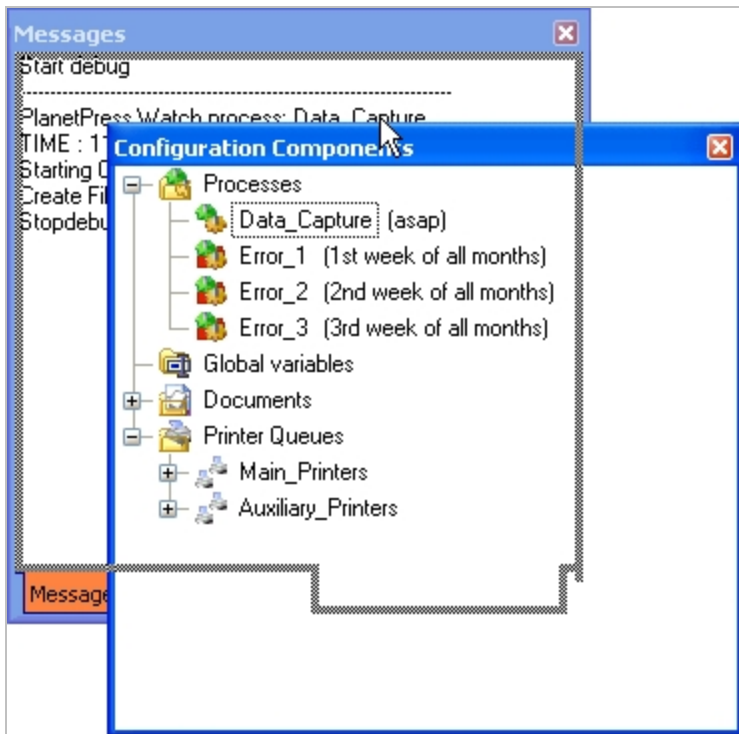 Messages
Start debug
PlanetPress Watch process: Data_Capture
TIME : 1
Starting
Create Fil
Stopdebu
Configuration Components
Processes
Data_Capture (asap)
Error_1 (1st week of all months)
Error_2 (2nd week of all months)
Error_3 (3rd week of all months)
Global variables
Documents
Printer Queues
Main_Printers
Auxiliary_Printers
Message